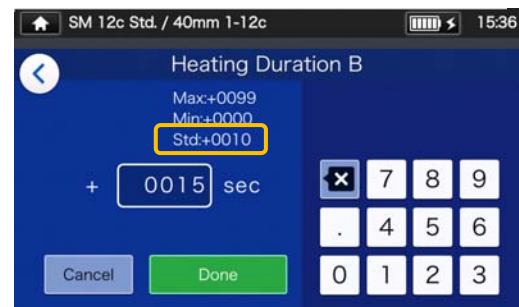 SM 12c Std. / 40mm 1-12c 15:36
Heating Duration B
Max:+0099
Min:+0000
Std:+0010
+ 0015 sec
7 8 9
. 4 5 6
0 1 2 3
Cancel Done